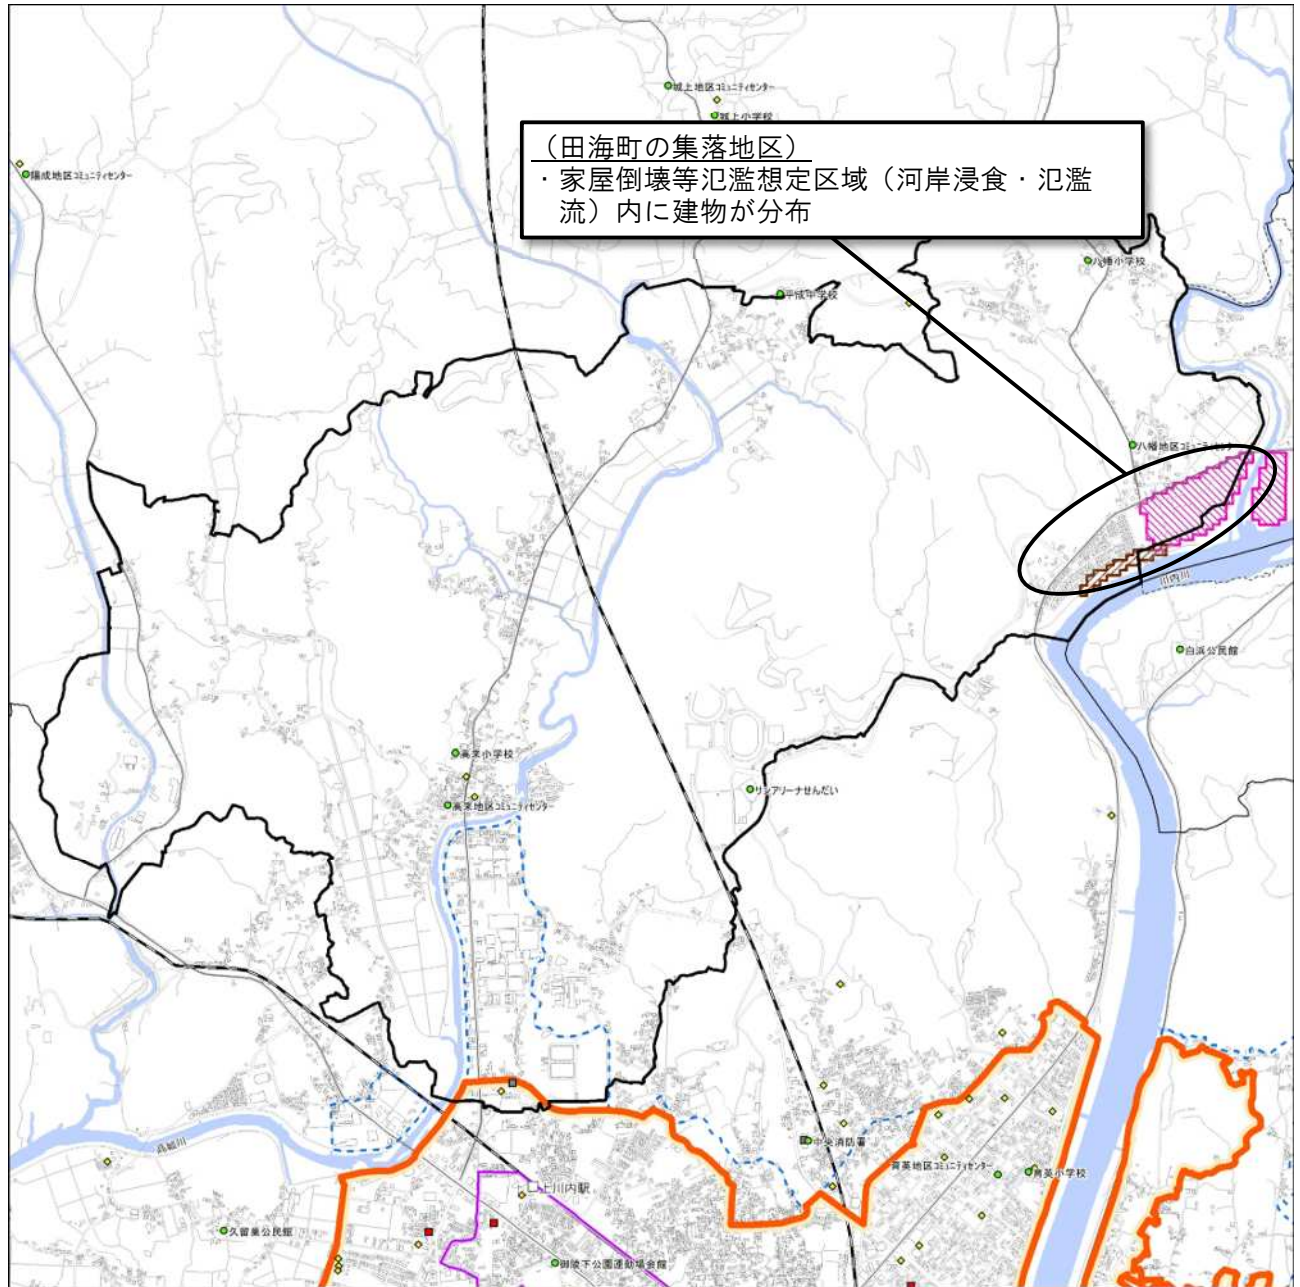 城上地区コミュニティセンター
城上小学校
陽成地区コミュニティセンター
（田海町の集落地区）
・家屋倒壊等氾濫想定区域（河岸浸食・氾濫
流）内に建物が分布
八幡小学校
平成中学校
八幡地区コミュニティセンター
川内川
白浜公民館
高来小学校
サンアリーナせんだい
高来地区コミュニティセンター
高城川
中央消防署
育英地区コミュニティセンター
育英小学校
上川内駅
久留巣公民館
御陵下公園運動場会館